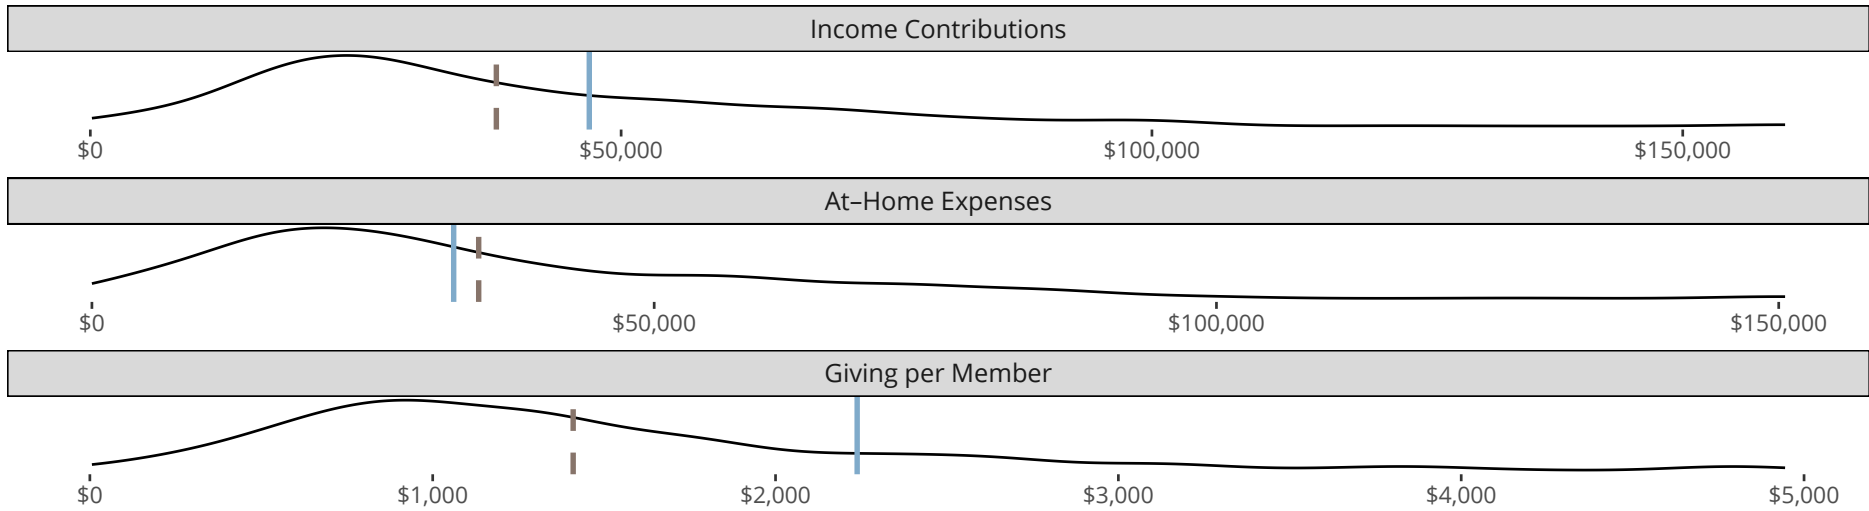 Income Contributions
$0 $50,000 $100,000 $150,000
At–Home Expenses
$0 $50,000 $100,000 $150,000
Giving per Member
$0 $1,000 $2,000 $3,000 $4,000 $5,000